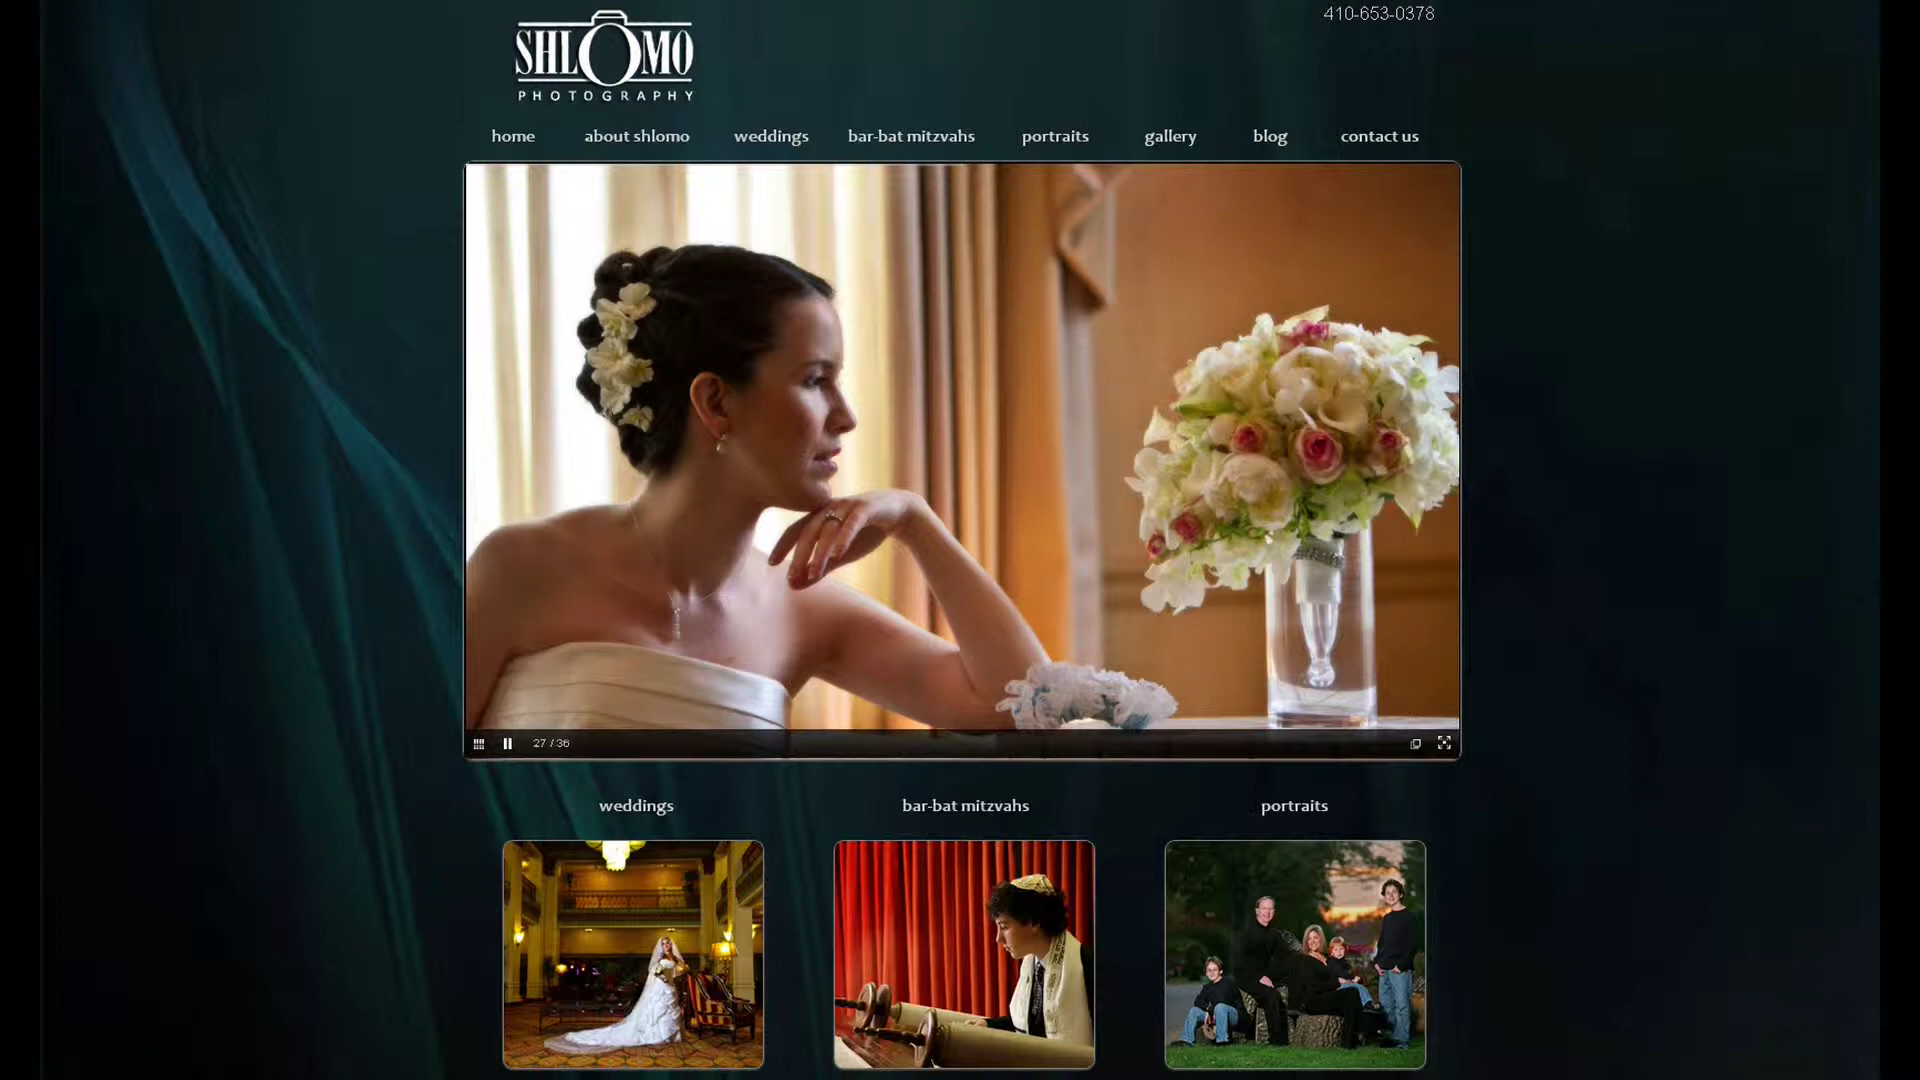 410-653-0378
SHLOMO
PHOTOGRAPHY
home about shlomo weddings bar-bat mitzvahs portraits gallery blog contact us
27 / 36
weddings bar-bat mitzvahs portraits